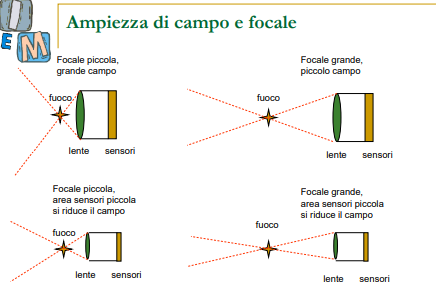 I
E M
Ampiezza di campo e focale
Focale piccola,
grande campo
fuoco
lente sensori
Focale grande,
piccolo campo
fuoco
lente sensori
Focale piccola,
area sensori piccola
si riduce il campo
fuoco
lente sensori
Focale grande,
area sensori piccola
si riduce il campo
fuoco
lente sensori